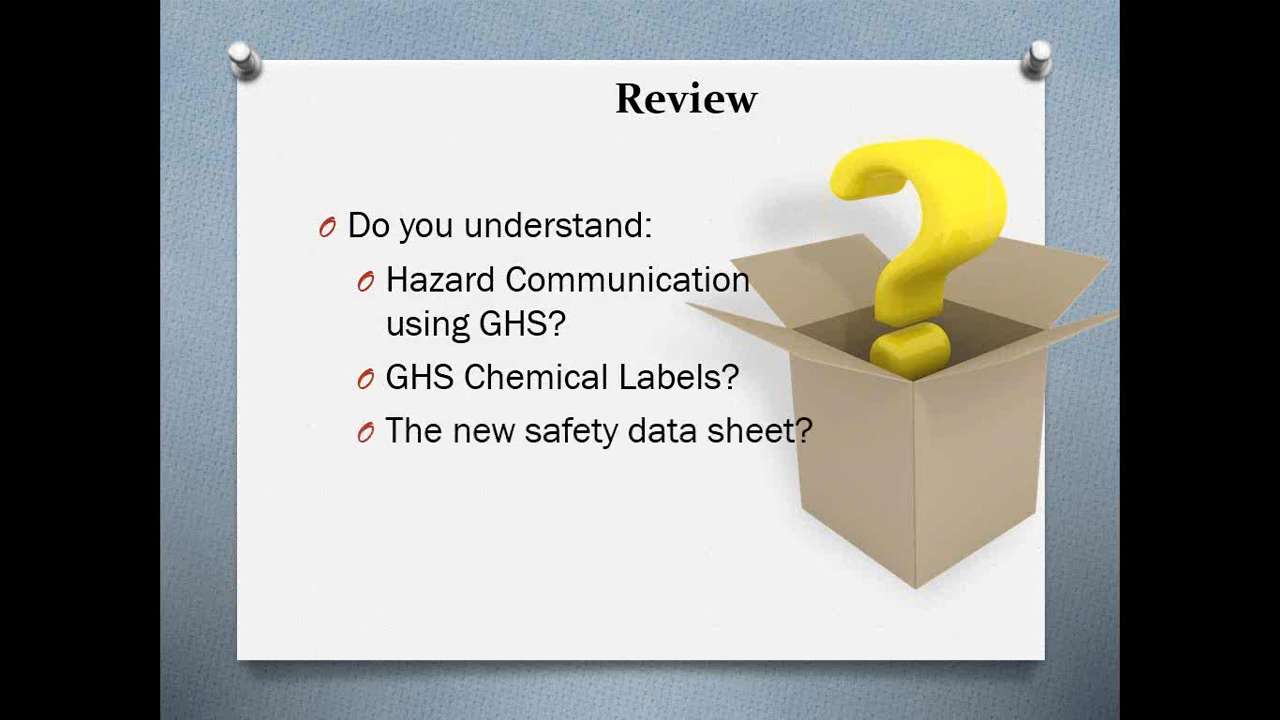 Review
Do you understand:
Hazard Communication
using GHS?
GHS Chemical Labels?
The new safety data sheet?